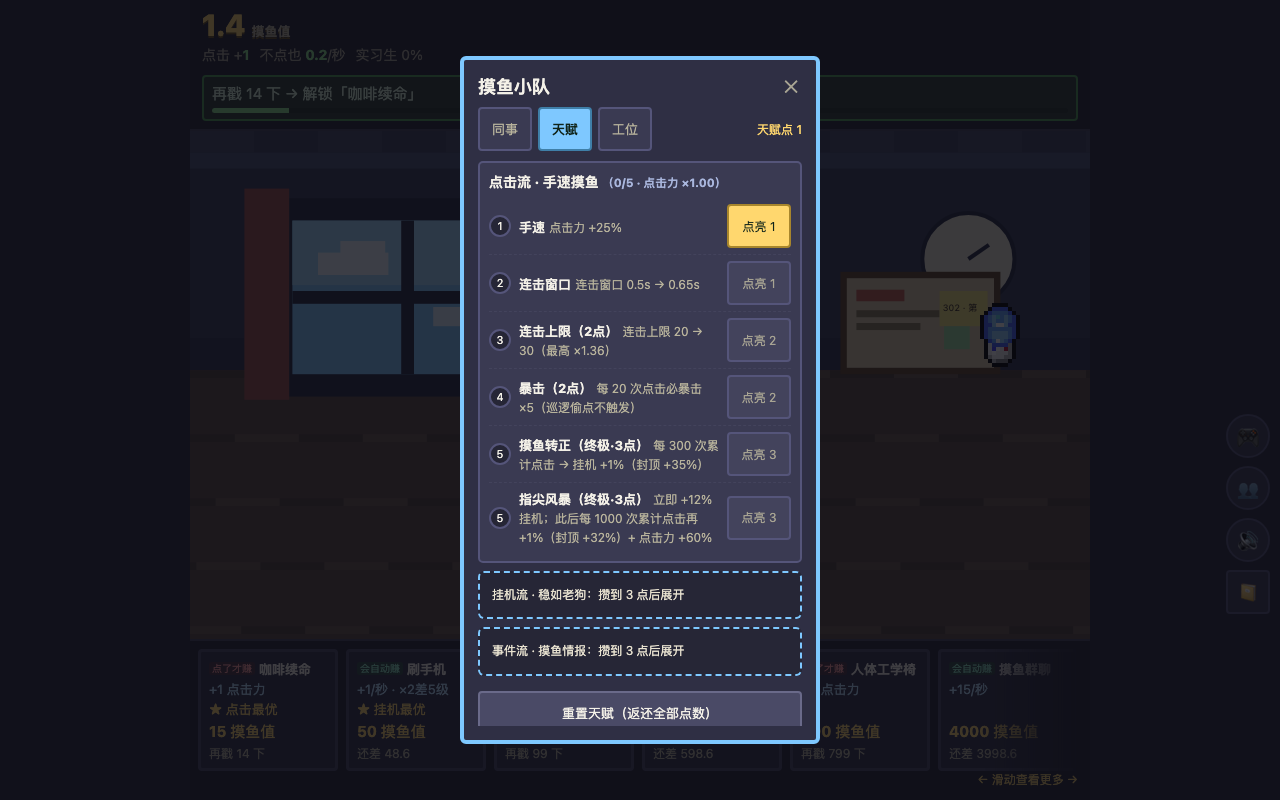 1.4 摸鱼值
点击 +1 不点也 0.2/秒 实习生 0%
再戳 14 下 → 解锁「咖啡续命」
摸鱼小队
同事 天赋 工位 天赋点 1
点击流 · 手速摸鱼 （0/5 · 点击力 ×1.00）
1 手速 点击力 +25% 点亮 1
2 连击窗口 连击窗口 0.5s → 0.65s 点亮 1
3 连击上限（2点） 连击上限 20 →
30（最高 ×1.36） 点亮 2
4 暴击（2点） 每 20 次点击必暴击
×5（巡逻偷点不触发） 点亮 2
5 摸鱼转正（终极·3点） 每 300 次累
计点击 → 挂机 +1%（封顶 +35%） 点亮 3
5 指尖风暴（终极·3点） 立即 +12%
挂机；此后每 1000 次累计点击再
+1%（封顶 +32%）+ 点击力 +60% 点亮 3
挂机流 · 稳如老狗：攒到 3 点后展开
事件流 · 摸鱼情报：攒到 3 点后展开
重置天赋（返还全部点数）
302 · 第
点了才赚 咖啡续命
+1 点击力
★ 点击最优
15 摸鱼值
再戳 14 下
会自动赚 刷手机
+1/秒 · ×2差5级
★ 挂机最优
50 摸鱼值
还差 48.6
再戳 99 下
还差 598.6
才赚 人体工学椅
点击力
0 摸鱼值
再戳 799 下
会自动赚 摸鱼群聊
+15/秒
4000 摸鱼值
还差 3998.6
← 滑动查看更多 →